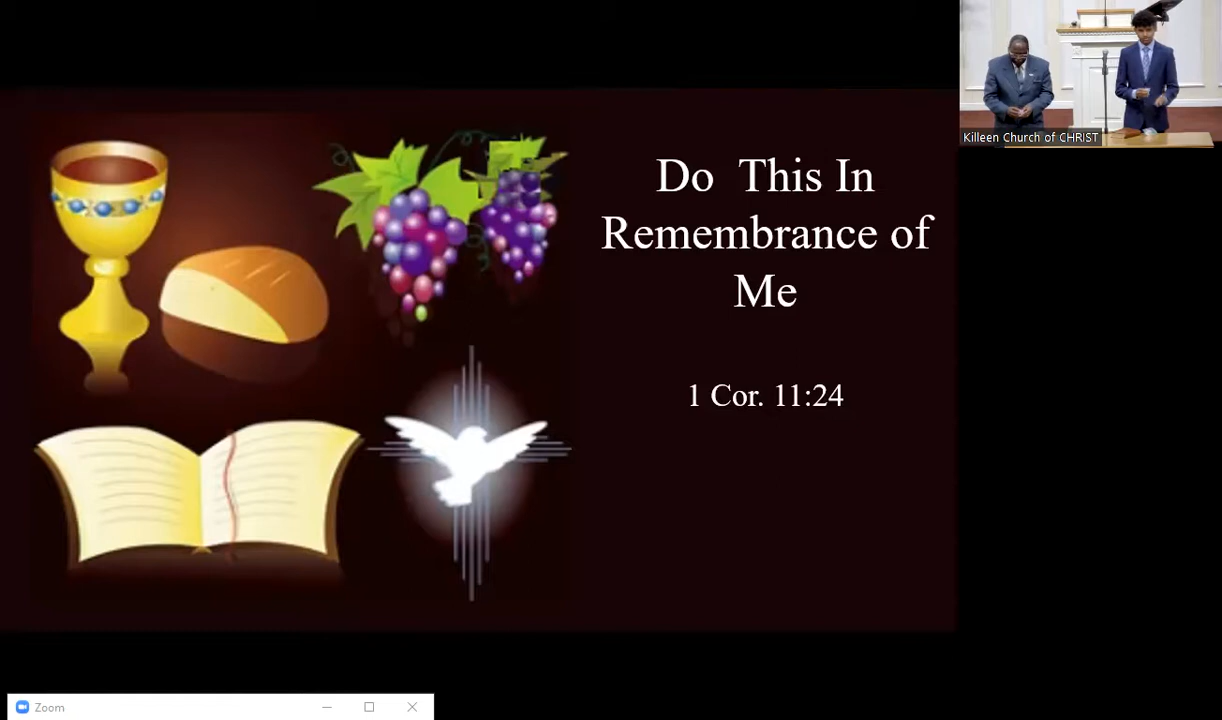 Do  This In
Remembrance of
Me
1 Cor. 11:24
Killeen Church of CHRIST
Zoom